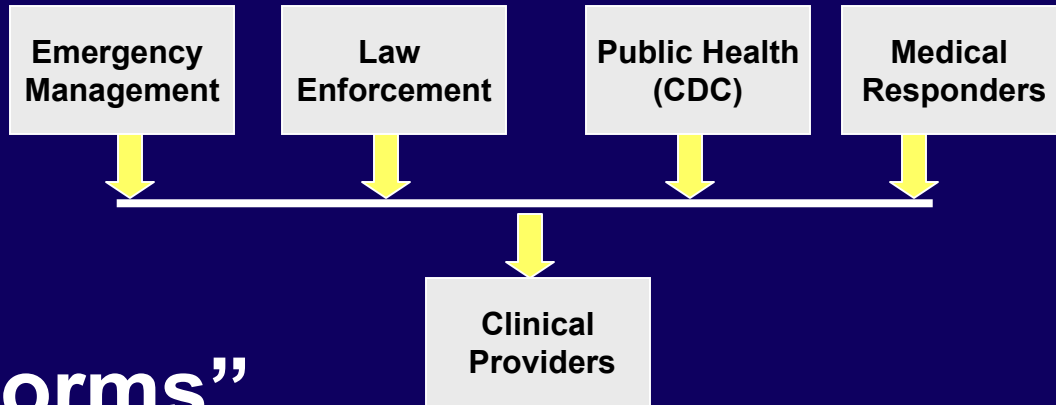 Emergency
Management
Law
Enforcement
Public Health
(CDC)
Medical
Responders
Clinical
Providers
orms”